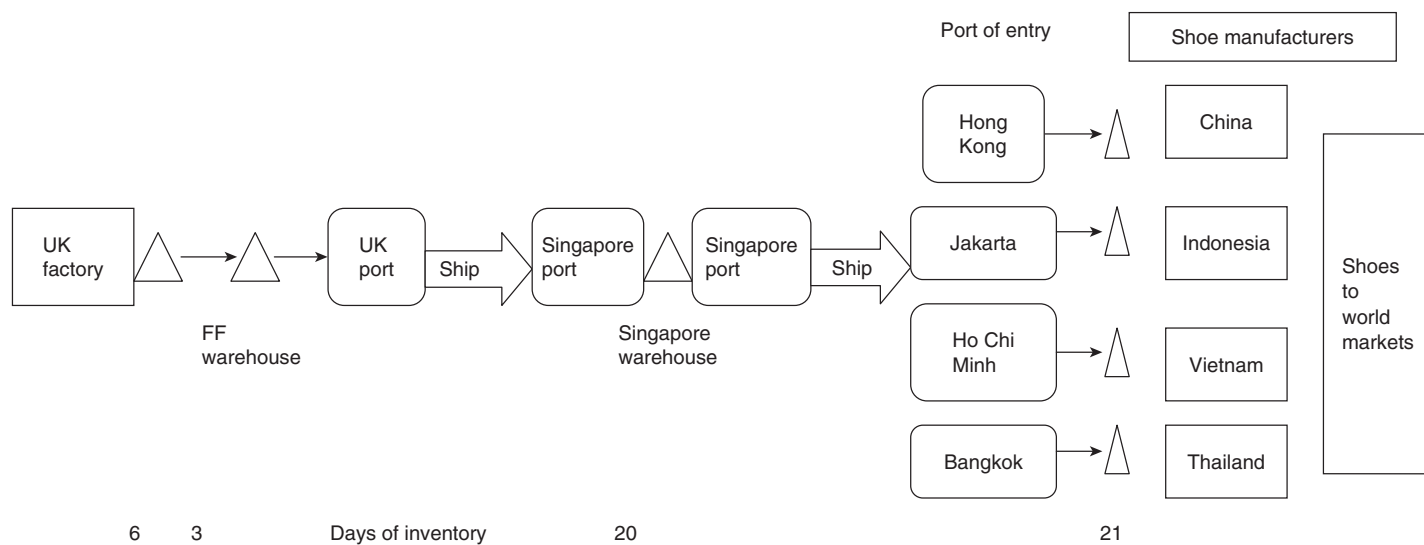 Port of entry
Shoe manufacturers
Hong
Kong
China
UK
factory
UK
port
Ship
Singapore
port
Singapore
port
Ship
Jakarta
Indonesia
Shoes
to
world
markets
FF
warehouse
Singapore
warehouse
Ho Chi
Minh
Vietnam
Bangkok
Thailand
6 3 Days of inventory 20 21